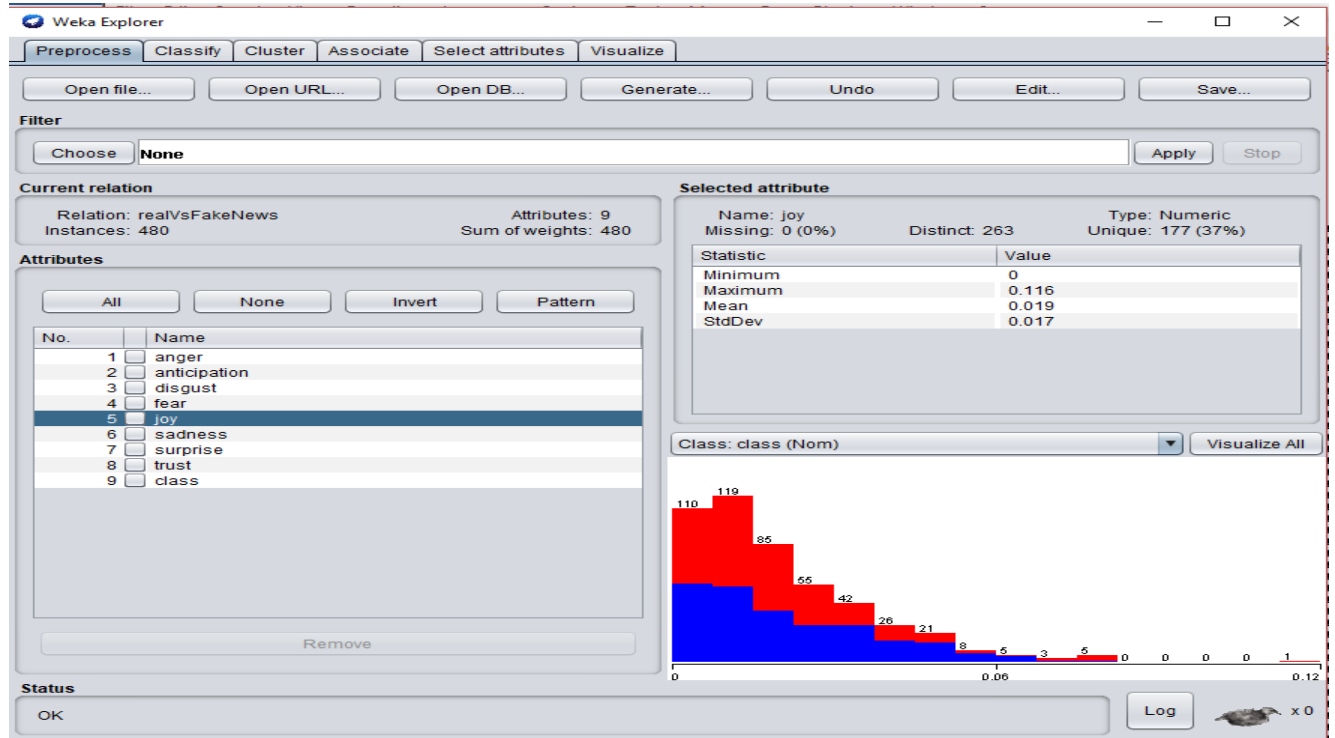 Weka Explorer
Preprocess Classify Cluster Associate Select attributes Visualize
Open file... Open URL... Open DB... Generate... Undo Edit... Save...
Filter
Choose None Apply Stop
Current relation
Relation: realVsFakeNews Attributes: 9
Instances: 480 Sum of weights: 480
Attributes
All None Invert Pattern
No. Name
1 anger
2 anticipation
3 disgust
4 fear
5 joy
6 sadness
7 surprise
8 trust
9 class
Remove
Selected attribute
Name: joy Type: Numeric
Missing: 0 (0%) Distinct: 263 Unique: 177 (37%)
Statistic Value
Minimum 0
Maximum 0.116
Mean 0.019
StdDev 0.017
Class: class (Nom) Visualize All
110 119 85 55 42 26 21 8 5 3 5 0 0 0 0 1
0 0.06 0.12
Status
OK Log x 0